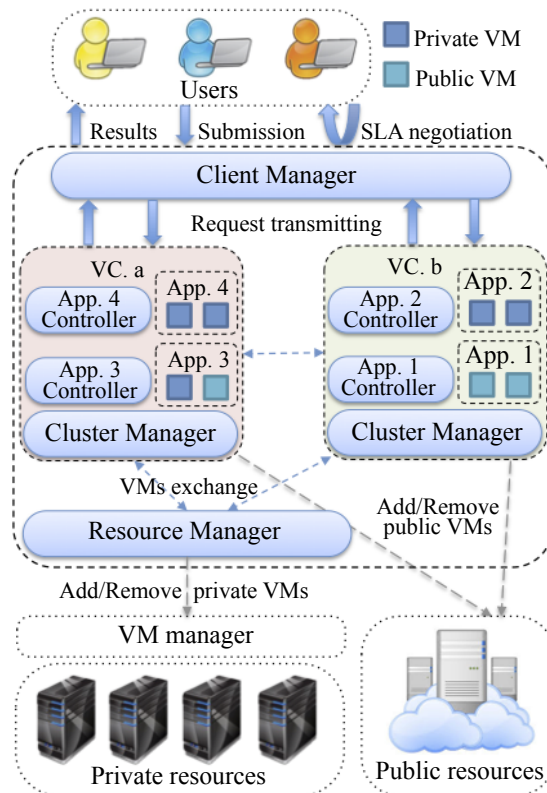 Private VM
Public VM
Users
Results
Submission
SLA negotiation
Client Manager
Request transmitting
VC. a
App. 4
Controller
App. 4
App. 3
Controller
App. 3
Cluster Manager
VC. b
App. 2
Controller
App. 2
App. 1
Controller
App. 1
Cluster Manager
VMs exchange
Resource Manager
Add/Remove
public VMs
Add/Remove private VMs
VM manager
Private resources
Public resources